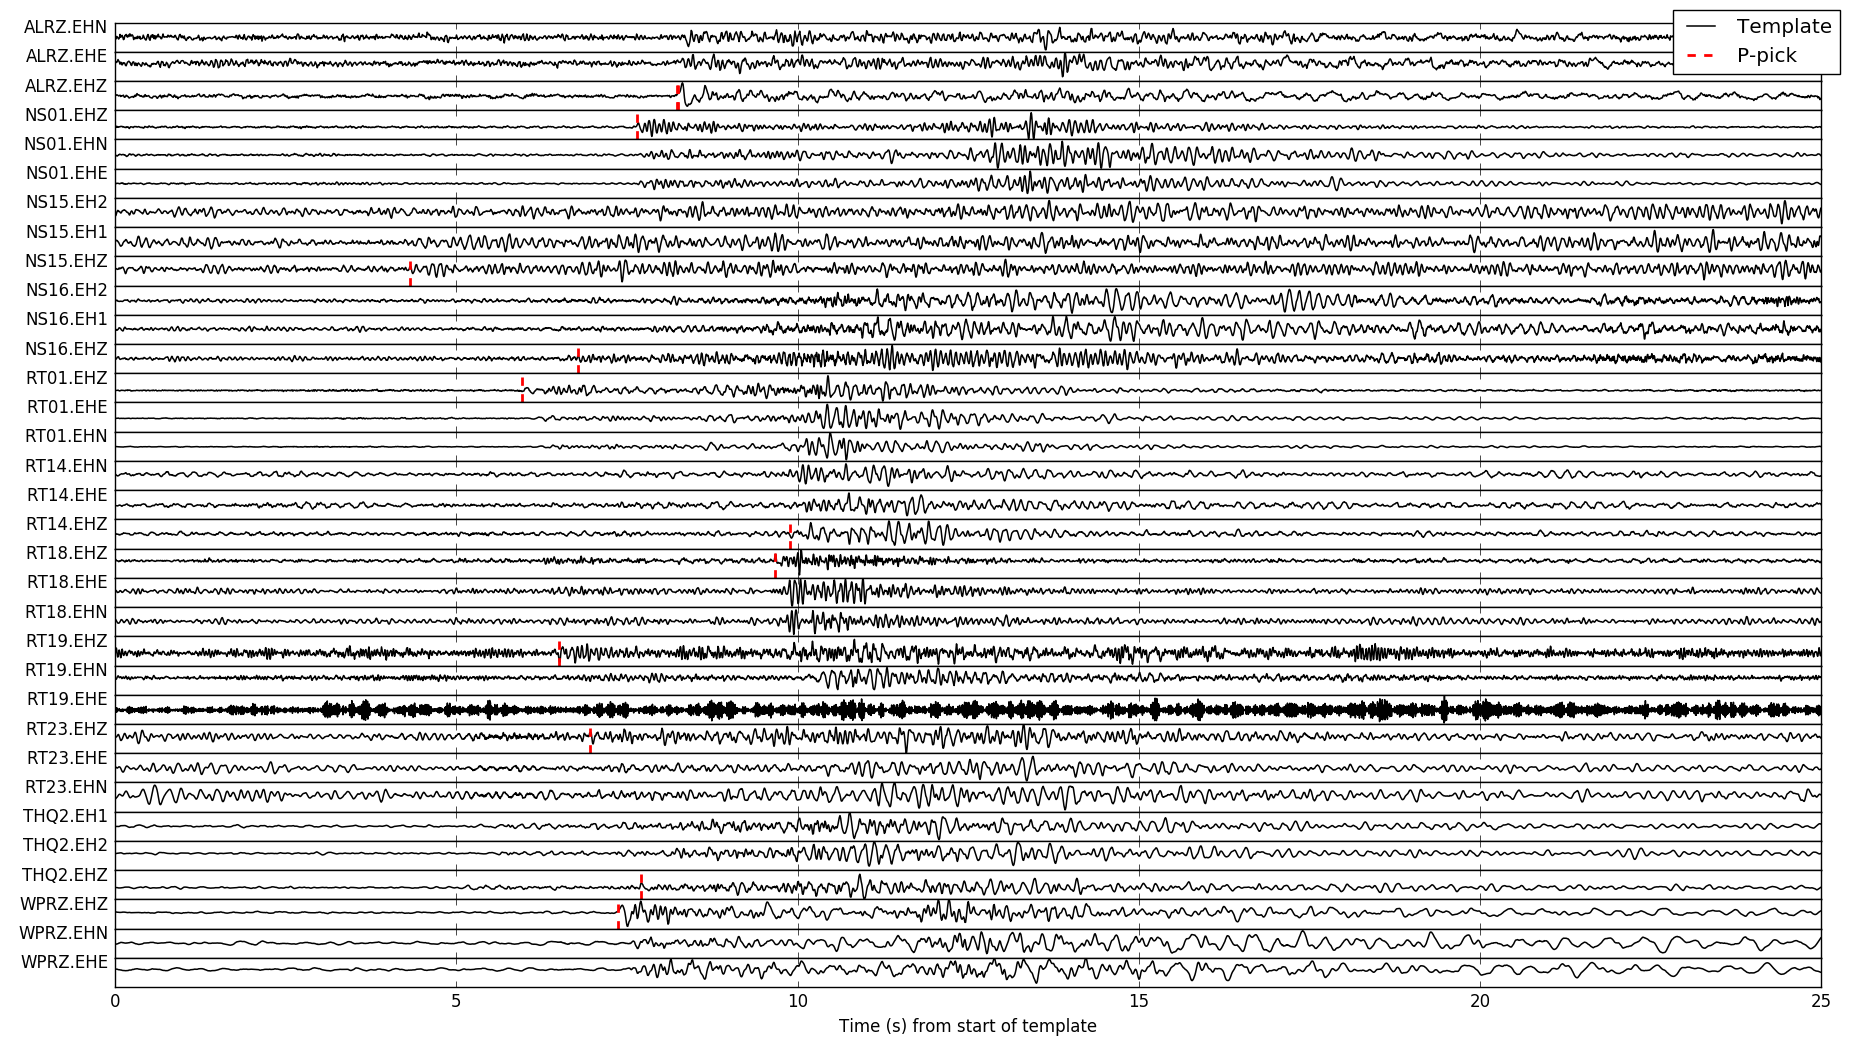 ALRZ.EHN
Template
ALRZ.EHE
P-pick
ALRZ.EHZ
NS01.EHZ
NS01.EHN
NS01.EHE
NS15.EH2
NS15.EH1
NS15.EHZ
NS16.EH2
NS16.EH1
NS16.EHZ
RT01.EHZ
RT01.EHE
RT01.EHN
RT14.EHN
RT14.EHE
RT14.EHZ
RT18.EHZ
RT18.EHE
RT18.EHN
RT19.EHZ
RT19.EHN
RT19.EHE
RT23.EHZ
RT23.EHE
RT23.EHN
THQ2.EH1
THQ2.EH2
THQ2.EHZ
WPRZ.EHZ
WPRZ.EHN
WPRZ.EHE
0 5 10 15 20 25
Time (s) from start of template